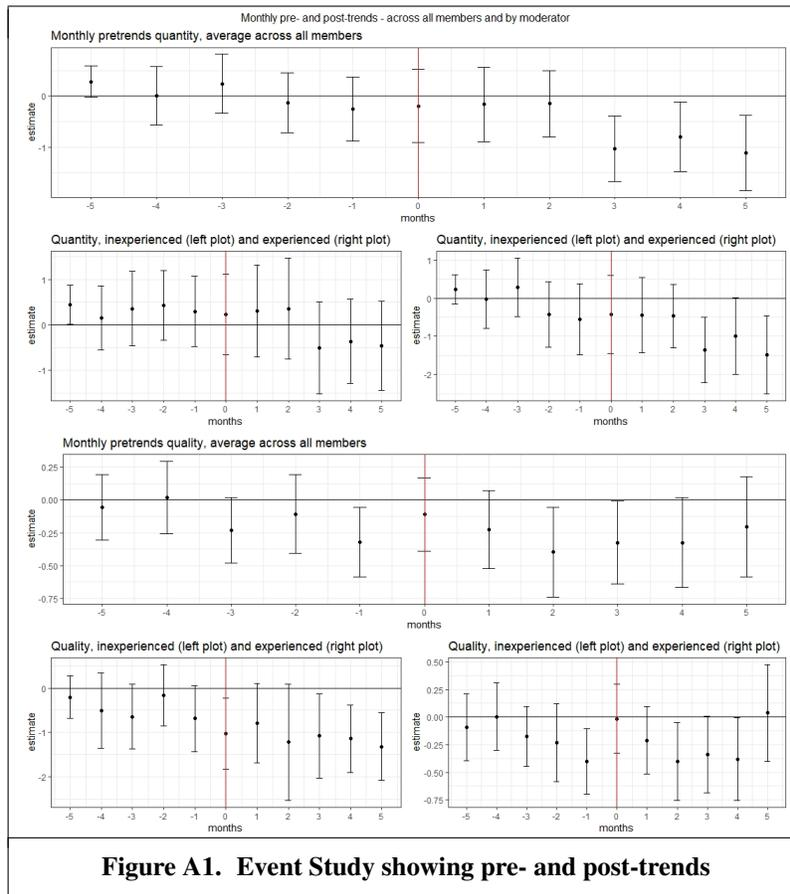 Monthly pre- and post-trends - across all members and by moderator
Monthly pretrends quantity, average across all members
estimate
0
-1
-5 -4 -3 -2 -1 0 1 2 3 4 5
months
Quantity, inexperienced (left plot) and experienced (right plot)
estimate
1
0
-1
-5 -4 -3 -2 -1 0 1 2 3 4 5
months
Quantity, inexperienced (left plot) and experienced (right plot)
estimate
1
0
-1
-2
-5 -4 -3 -2 -1 0 1 2 3 4 5
months
Monthly pretrends quality, average across all members
estimate
0.25
0.00
-0.25
-0.50
-0.75
-5 -4 -3 -2 -1 0 1 2 3 4 5
months
Quality, inexperienced (left plot) and experienced (right plot)
estimate
0
-1
-2
-5 -4 -3 -2 -1 0 1 2 3 4 5
months
Quality, inexperienced (left plot) and experienced (right plot)
estimate
0.50
0.25
0.00
-0.25
-0.50
-0.75
-5 -4 -3 -2 -1 0 1 2 3 4 5
months
Figure A1. Event Study showing pre- and post-trends